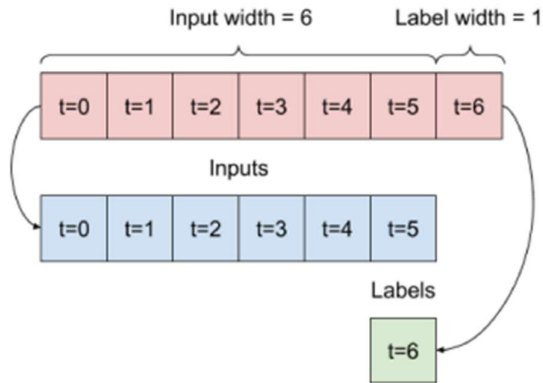 Input width = 6 Label width = 1
t=0 t=1 t=2 t=3 t=4 t=5 t=6
Inputs
t=0 t=1 t=2 t=3 t=4 t=5
Labels
t=6